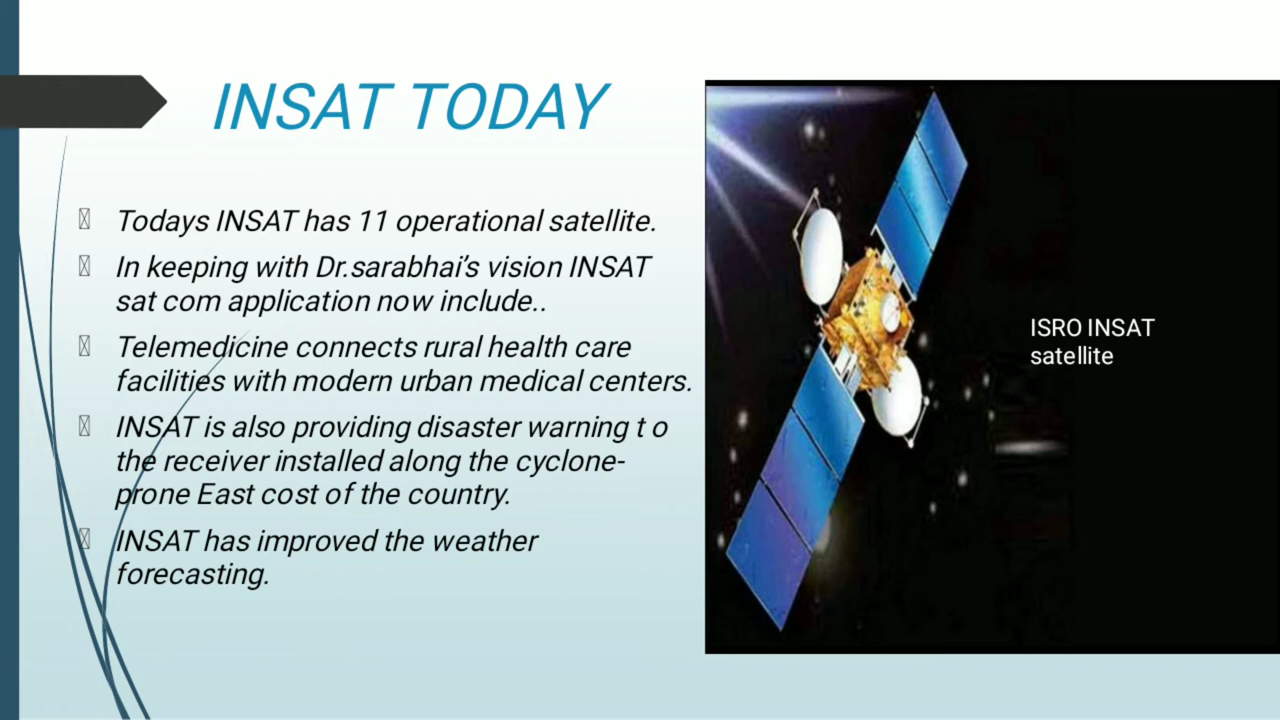 INSAT TODAY
Todays INSAT has 11 operational satellite.
In keeping with Dr.sarabhai’s vision INSAT
sat com application now include..
Telemedicine connects rural health care
facilities with modern urban medical centers.
INSAT is also providing disaster warning t o
the receiver installed along the cyclone-
prone East cost of the country.
INSAT has improved the weather
forecasting.
ISRO INSAT
satellite